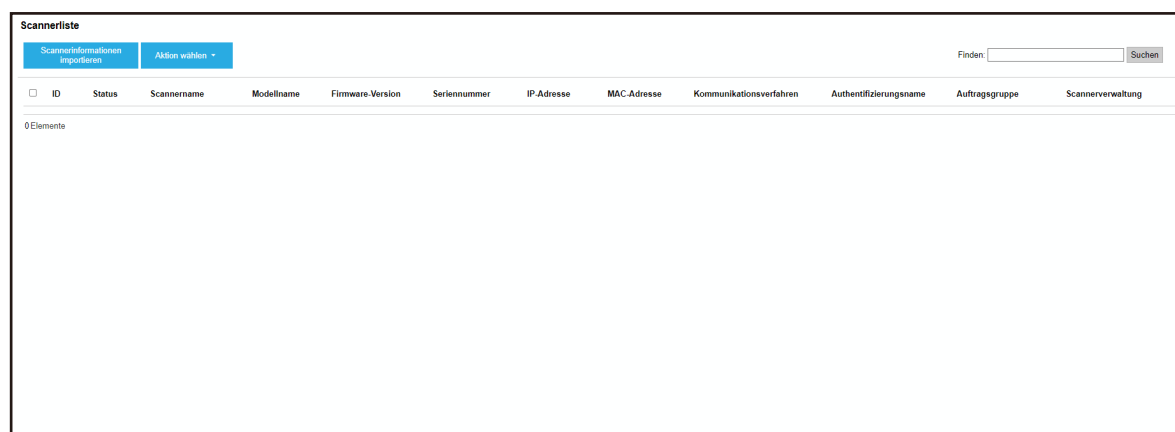 Scannerliste
Scannerinformationen
importieren
Aktion wählen
Finden:
Suchen
ID Status Scannername Modellname Firmware-Version Seriennummer IP-Adresse MAC-Adresse Kommunikationsverfahren Authentifizierungsname Auftragsgruppe Scannerverwaltung
0 Elemente